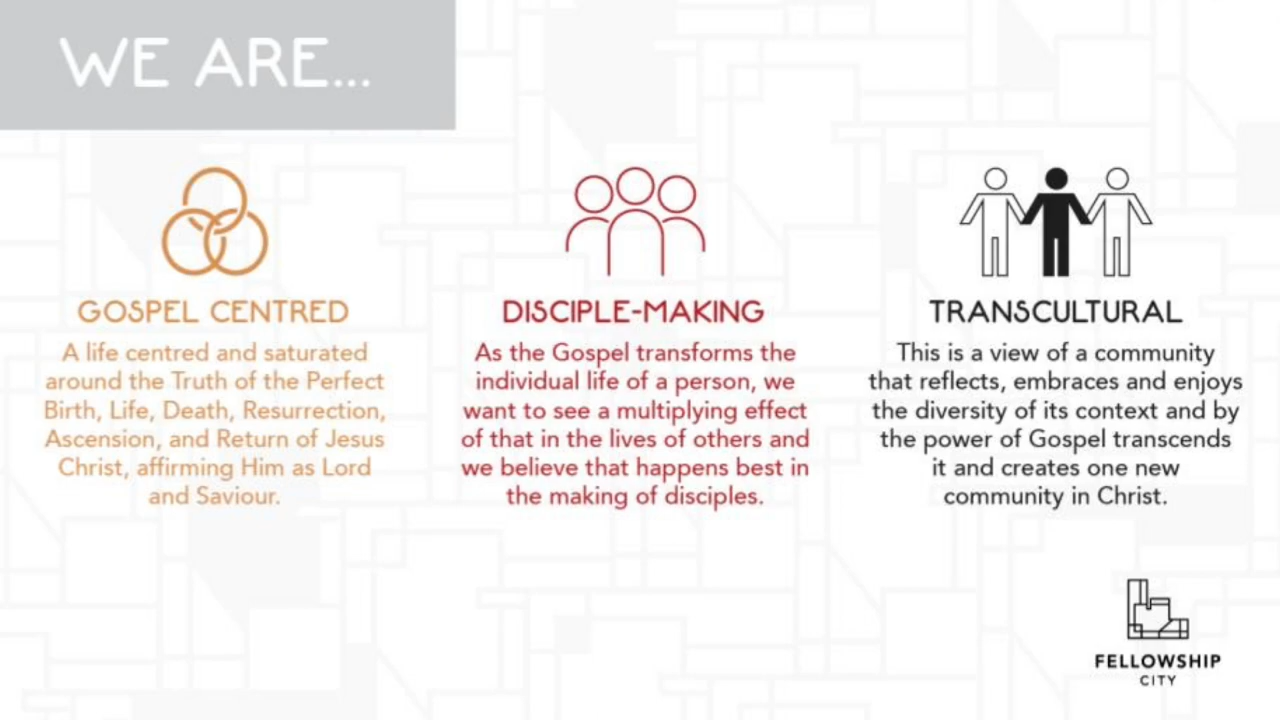 WE ARE...
GOSPEL CENTRED
A life centred and saturated
around the Truth of the Perfect
Birth, Life, Death, Resurrection,
Ascension, and Return of Jesus
Christ, affirming Him as Lord
and Saviour.
DISCIPLE-MAKING
As the Gospel transforms the
individual life of a person, we
want to see a multiplying effect
of that in the lives of others and
we believe that happens best in
the making of disciples.
TRANSCULTURAL
This is a view of a community
that reflects, embraces and enjoys
the diversity of its context and by
the power of Gospel transcends
it and creates one new
community in Christ.
FELLOWSHIP
CITY